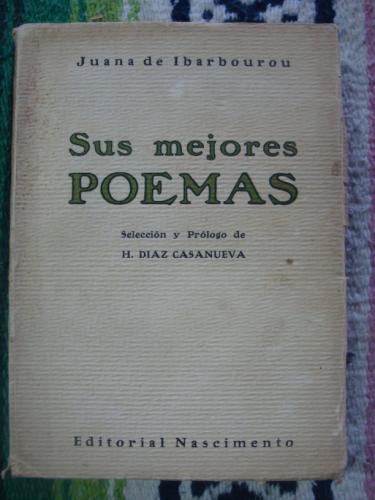 Juana de Ibarbourou
Sus mejores
POEMAS
Selección y Prólogo de
H. DIAZ CASANUEVA
Editorial Nascimento